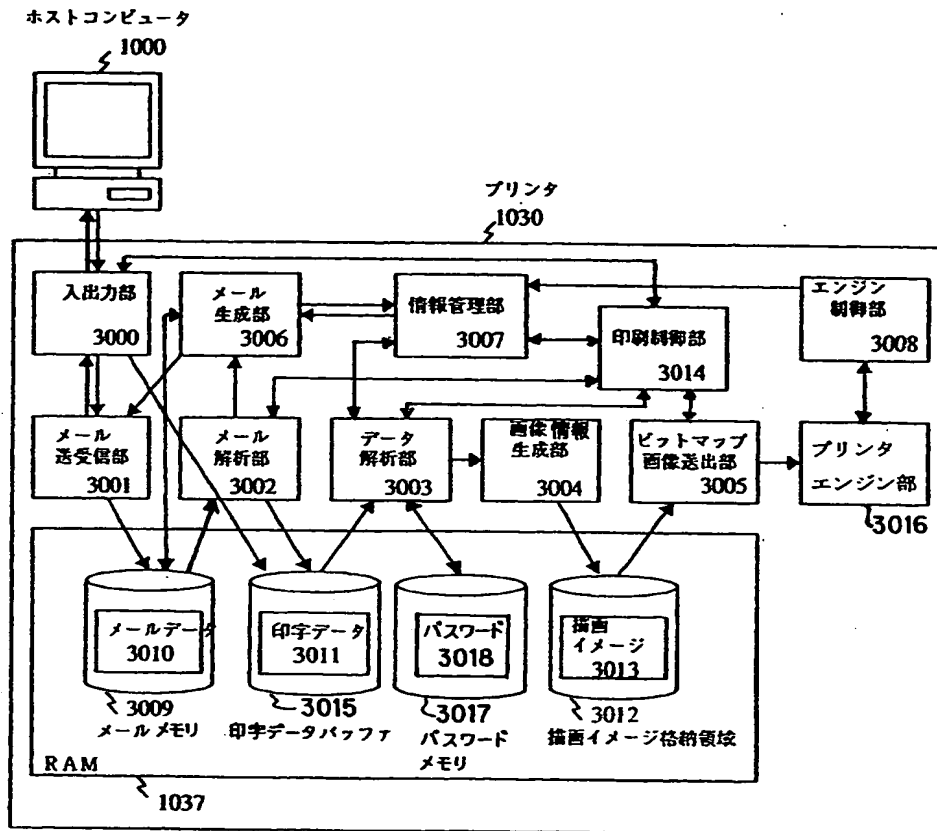 ホストコンピュータ
1000
プリンタ
1030
入出力部
3000
メール
生成部
3006
情報管理部
3007
印刷制御部
3014
エンジン
制御部
3008
メール
送受信部
3001
メール
解析部
3002
データ
解析部
3003
画像情報
生成部
3004
ビットマップ
画像送出部
3005
プリンタ
エンジン部
3016
メールデータ
3010
印字データ
3011
パスワード
3018
描画
イメージ
3013
3009
メールメモリ
3015
印字データバッファ
3017
パスワード
メモリ
3012
描画イメージ格納領域
RAM
1037